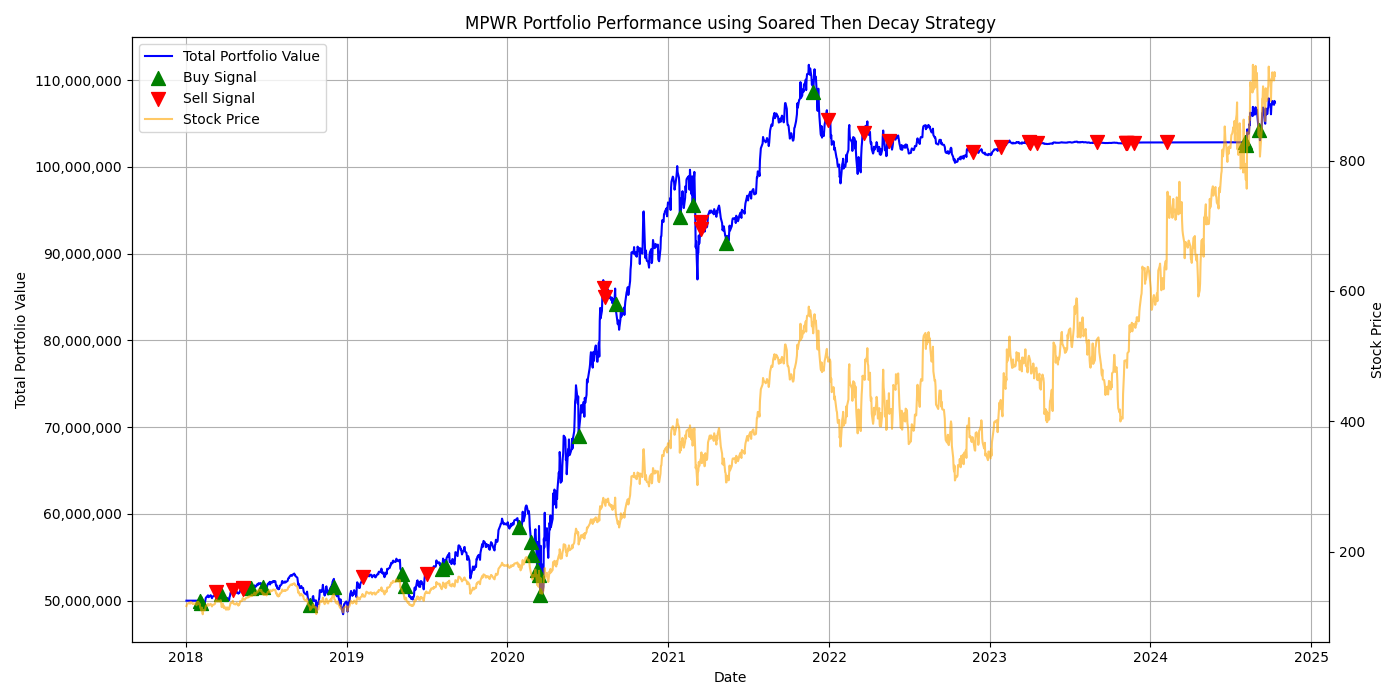 MPWR Portfolio Performance using Soared Then Decay Strategy
Total Portfolio Value
Buy Signal
Sell Signal
Stock Price
110,000,000
100,000,000
90,000,000
80,000,000
70,000,000
60,000,000
50,000,000
Total Portfolio Value
800
600
400
200
Stock Price
2018 2019 2020 2021 2022 2023 2024 2025
Date